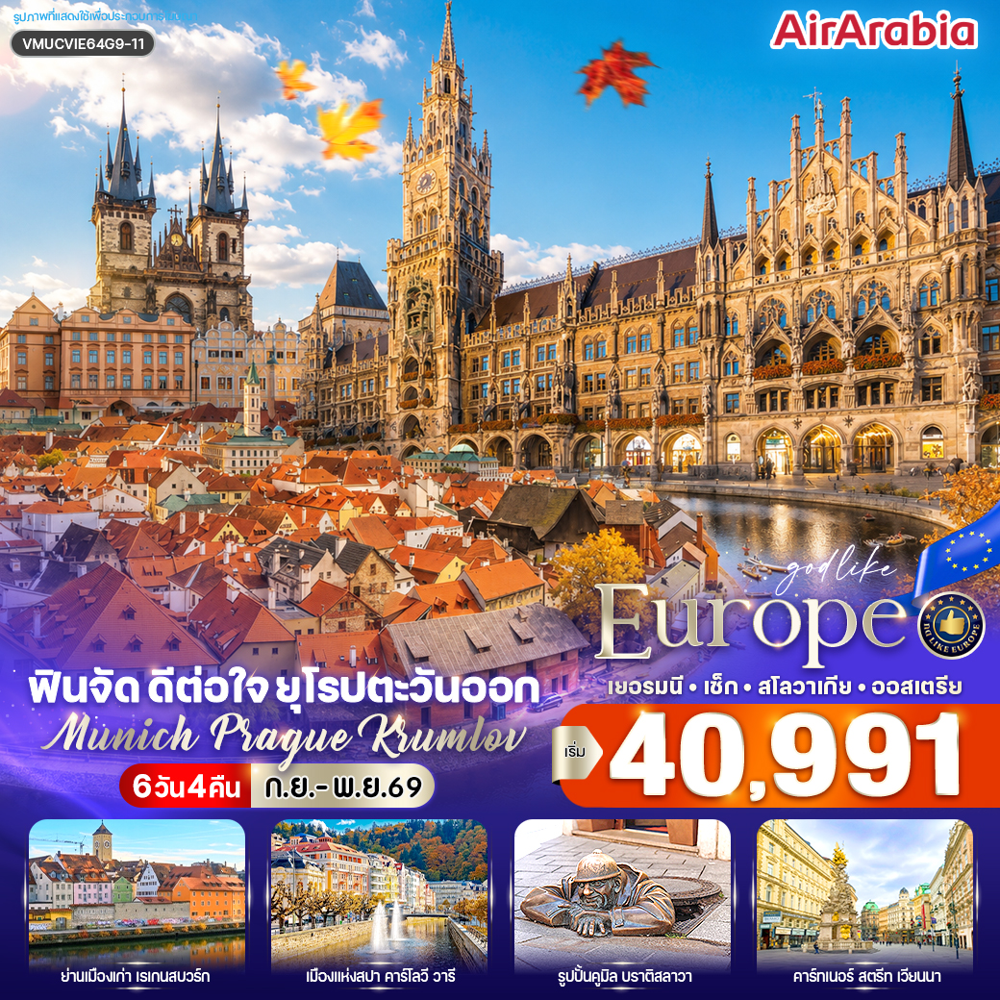 รูปภาพที่แสดงใช้เพื่อประกอบการ
VMUCVIE64G9-11
AirArabia
godlike
Europe
BG LIKE EUROPE
เยอรมนี • เช็ก • สโลวาเกีย • ออสเตรีย
ฟินจัด ดีต่อใจ ยุโรปตะวันออก
Munich Prague Krumlov
6วัน4คืน
ก.ย.-พ.ย.69
เริ่ม
40,991
ย่านเมืองเก่า เรเกนสบวร์ก
เมืองแห่งสปา คาร์โลวี วารี
รูปปั้นคูมิล บราติสลาวา
คาร์ทเนอร์ สตรีท เวียนนา